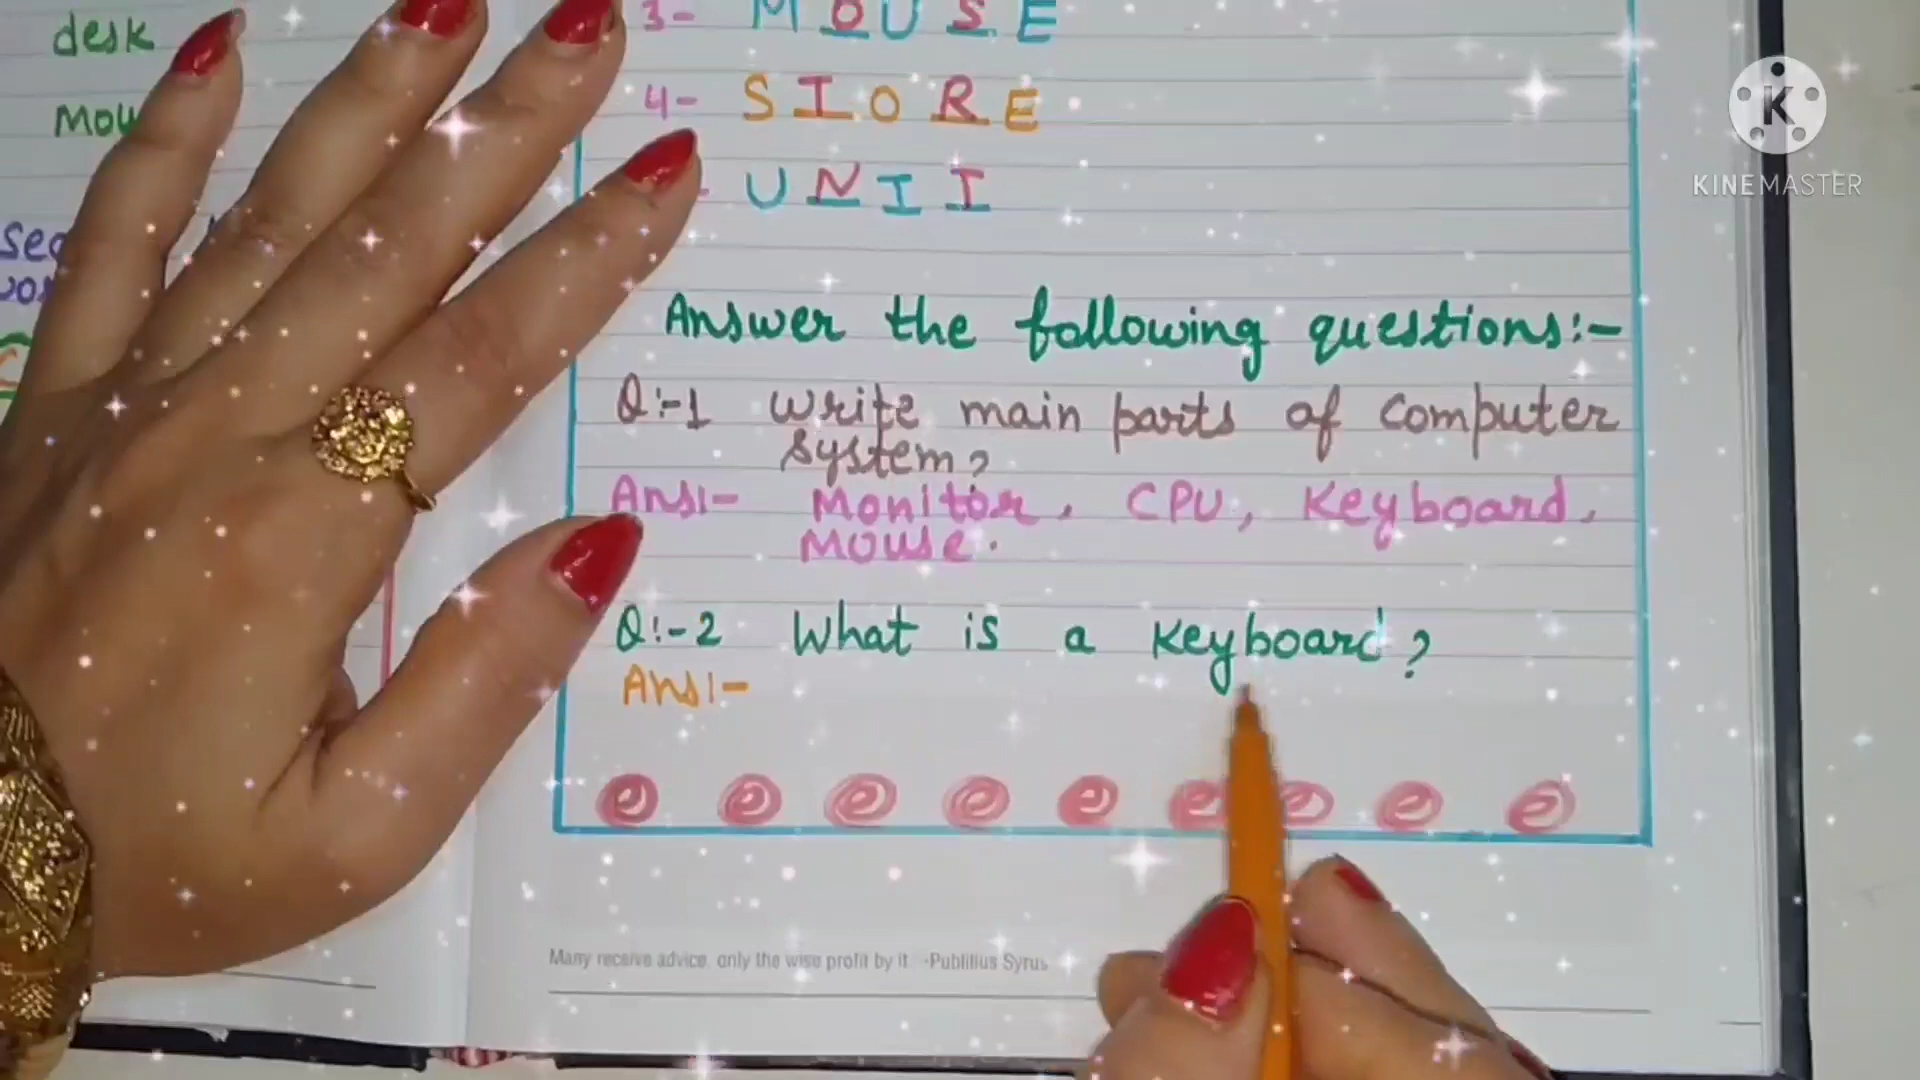 desk
3- MOUSE
4- SIORE
UNII
Answer the following questions:-
Q:-1 Write main parts of computer
system?
Ans:- Monitor, CPU, Keyboard,
Mouse.
Q:-2 What is a Keyboard?
Ans:-
Many receive advice, only the wise profit by it. -Publilius Syrus
K
KINEMASTER